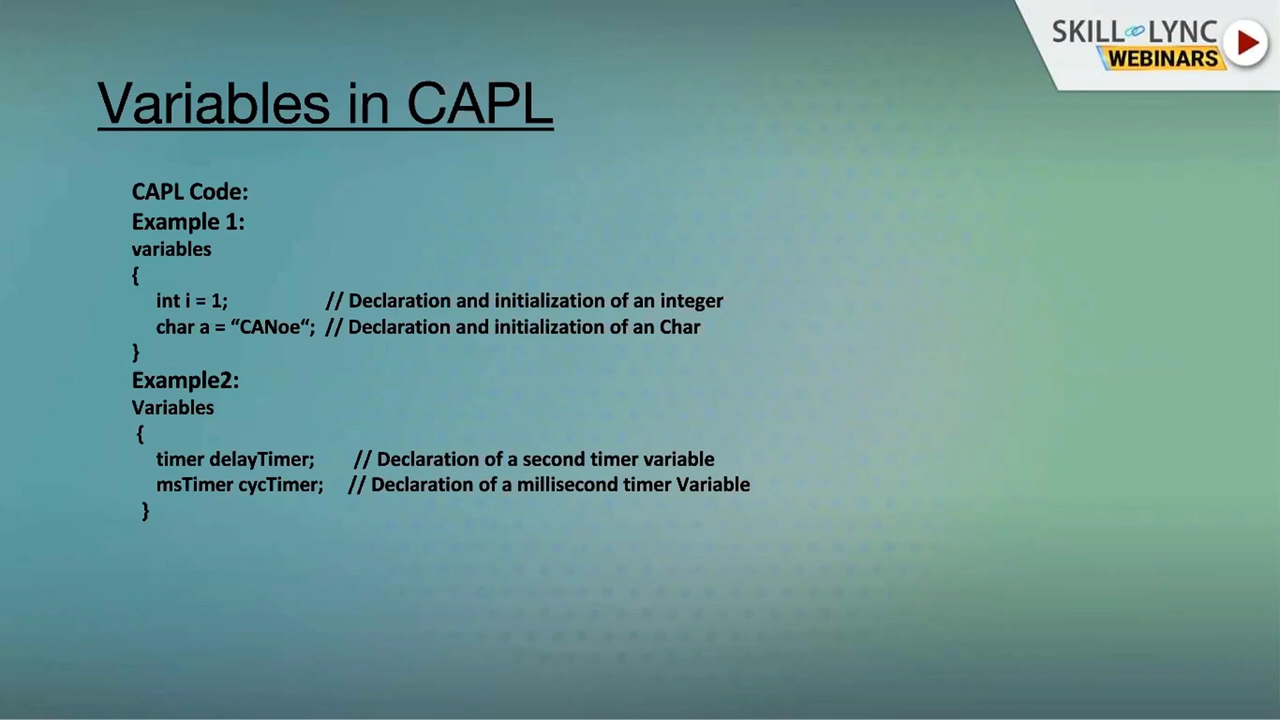 SKILL LYNC
WEBINARS
Variables in CAPL
CAPL Code:
Example 1:
variables
{
int i = 1; // Declaration and initialization of an integer
char a = “CANoe“; // Declaration and initialization of an Char
}
Example2:
Variables
{
timer delayTimer; // Declaration of a second timer variable
msTimer cycTimer; // Declaration of a millisecond timer Variable
}